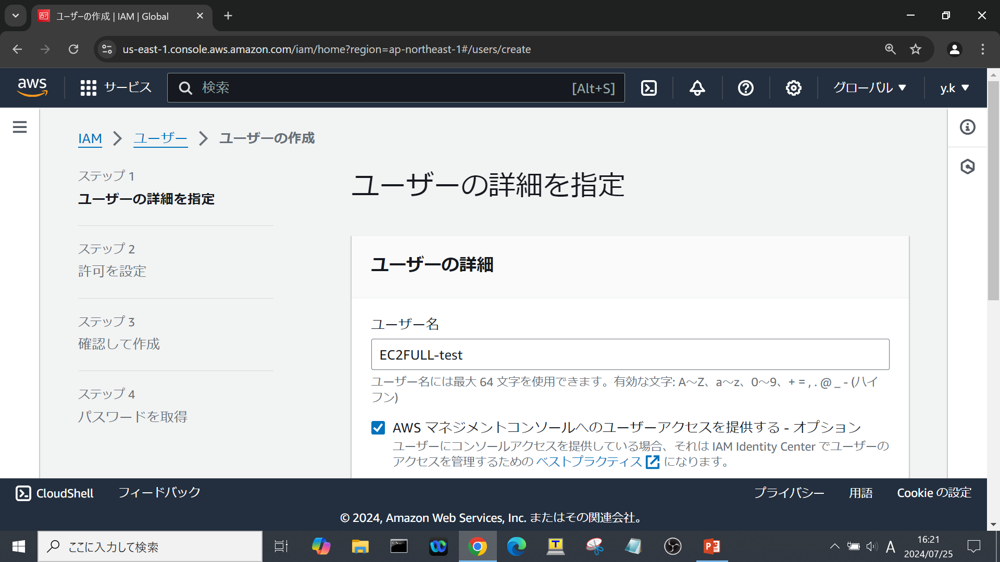 ユーザーの作成 | IAM | Global
us-east-1.console.aws.amazon.com/iam/home?region=ap-northeast-1#/users/create
aws
サービス
検索
[Alt+S]
グローバル
y.k
IAM
ユーザー
ユーザーの作成
ステップ 1
ユーザーの詳細を指定
ステップ 2
許可を設定
ステップ 3
確認して作成
ステップ 4
パスワードを取得
ユーザーの詳細を指定
ユーザーの詳細
ユーザー名
EC2FULL-test
ユーザー名には最大 64 文字を使用できます。有効な文字: A～Z、a～z、0～9、+ = , . @ _ - (ハイ
フン)
AWS マネジメントコンソールへのユーザーアクセスを提供する - オプション
ユーザーにコンソールアクセスを提供している場合、それは IAM Identity Center でユーザーの
アクセスを管理するための ベストプラクティス になります。
CloudShell
フィードバック
プライバシー
用語
Cookie の設定
© 2024, Amazon Web Services, Inc. またはその関連会社。
ここに入力して検索
A
16:21
2024/07/25